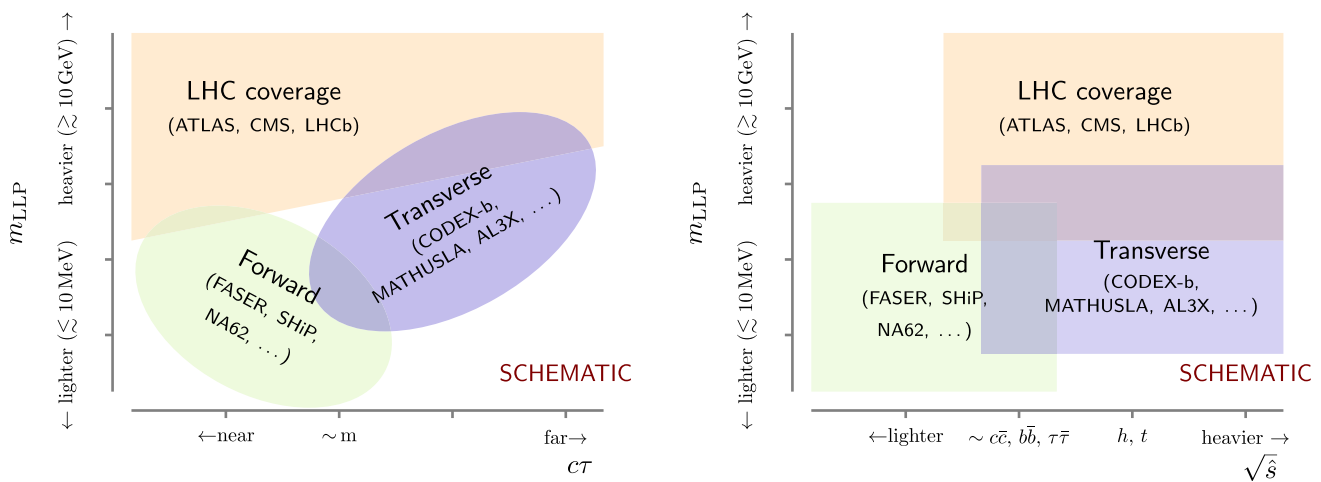 ← lighter (≲ 10 MeV) heavier (≳ 10 GeV) →
m_LLP
LHC coverage
(ATLAS, CMS, LHCb)
Transverse
(CODEX-b,
MATHUSLA, AL3X, ...)
Forward
(FASER, SHiP,
NA62, ...)
SCHEMATIC
←near ∼ m far→
cτ
← lighter (≲ 10 MeV) heavier (≳ 10 GeV) →
m_LLP
LHC coverage
(ATLAS, CMS, LHCb)
Transverse
(CODEX-b,
MATHUSLA, AL3X, ...)
Forward
(FASER, SHiP,
NA62, ...)
SCHEMATIC
←lighter ∼ cc̄, bb̄, ττ̄ h, t heavier →
√ŝ